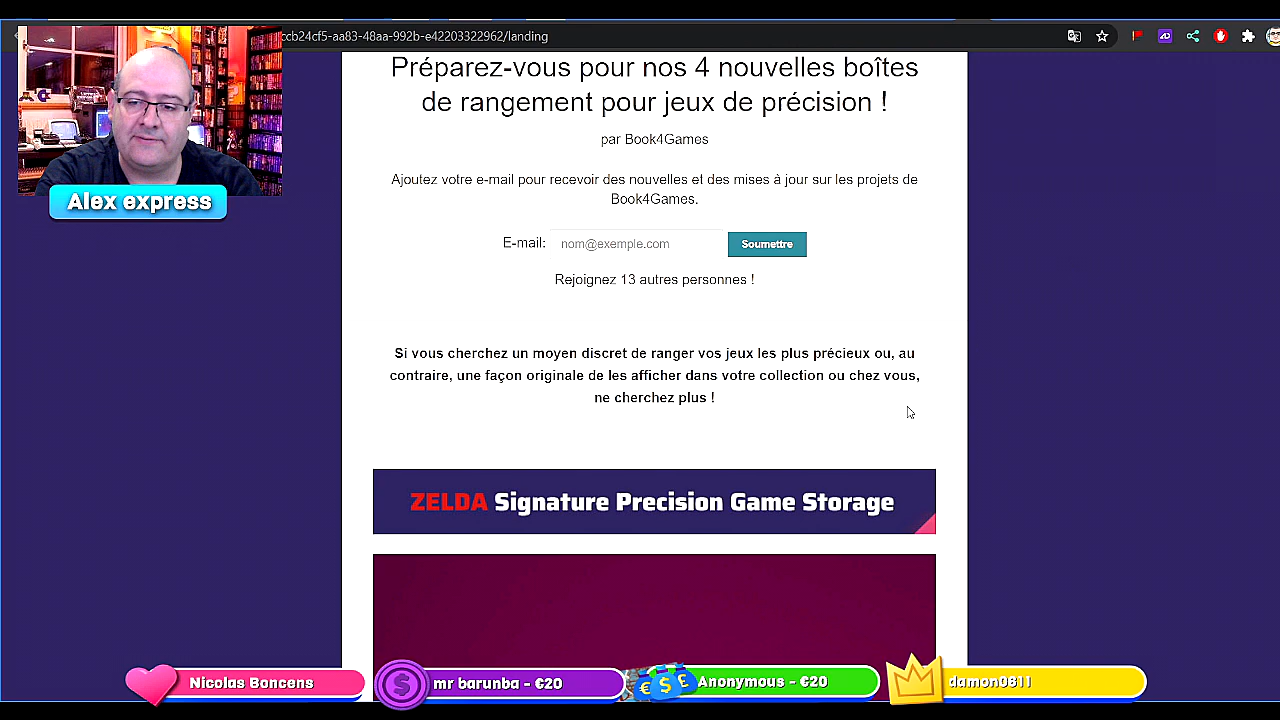 ccb24cf5-aa83-48aa-992b-e42203322962/landing
Préparez-vous pour nos 4 nouvelles boîtes
de rangement pour jeux de précision !
par Book4Games
Alex express
Ajoutez votre e-mail pour recevoir des nouvelles et des mises à jour sur les projets de
Book4Games.
E-mail: nom@exemple.com Soumettre
Rejoignez 13 autres personnes !
Si vous cherchez un moyen discret de ranger vos jeux les plus précieux ou, au
contraire, une façon originale de les afficher dans votre collection ou chez vous,
ne cherchez plus !
ZELDA Signature Precision Game Storage
Nicolas Boncens
mr barunba - €20
Anonymous - €20
damon0811